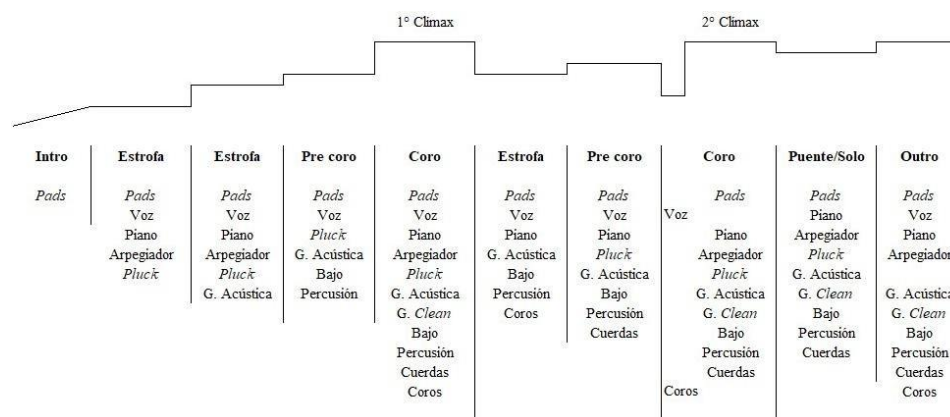 1° Climax 2° Climax
Intro Estrofa Estrofa Pre coro Coro Estrofa Pre coro Coro Puente/Solo Outro
Pads Pads Pads Pads Pads Pads Pads Pads Pads Pads
Voz Voz Voz Voz Voz Voz Voz Piano Voz
Piano Piano Pluck Piano Piano Piano Piano Arpegiador Piano
Arpegiador Arpegiador G. Acústica Arpegiador G. Acústica Pluck Arpegiador Pluck Arpegiador
Pluck Pluck Bajo Pluck Bajo G. Acústica Pluck G. Acústica
G. Acústica Percusión G. Acústica Percusión Bajo G. Acústica G. Clean G. Acústica
G. Clean Coros Percusión G. Clean Bajo G. Clean
Bajo Cuerdas Bajo Percusión Bajo
Percusión Percusión Cuerdas Percusión
Cuerdas Cuerdas Cuerdas
Coros Coros Coros